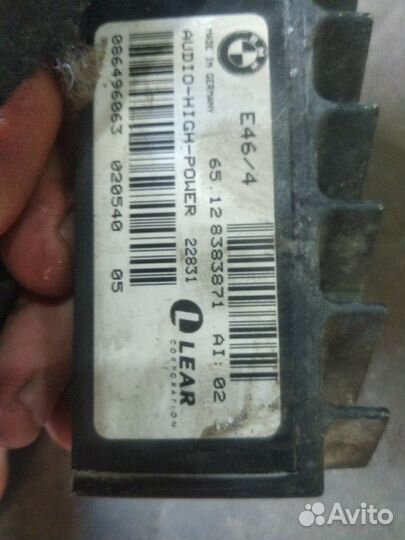 BMW
E46/4
65.12 8383871 AI: 02
MADE IN GERMANY
AUDIO-HIGH-POWER 22831
LEAR
CORPORATION
086496063 020540 05
Avito